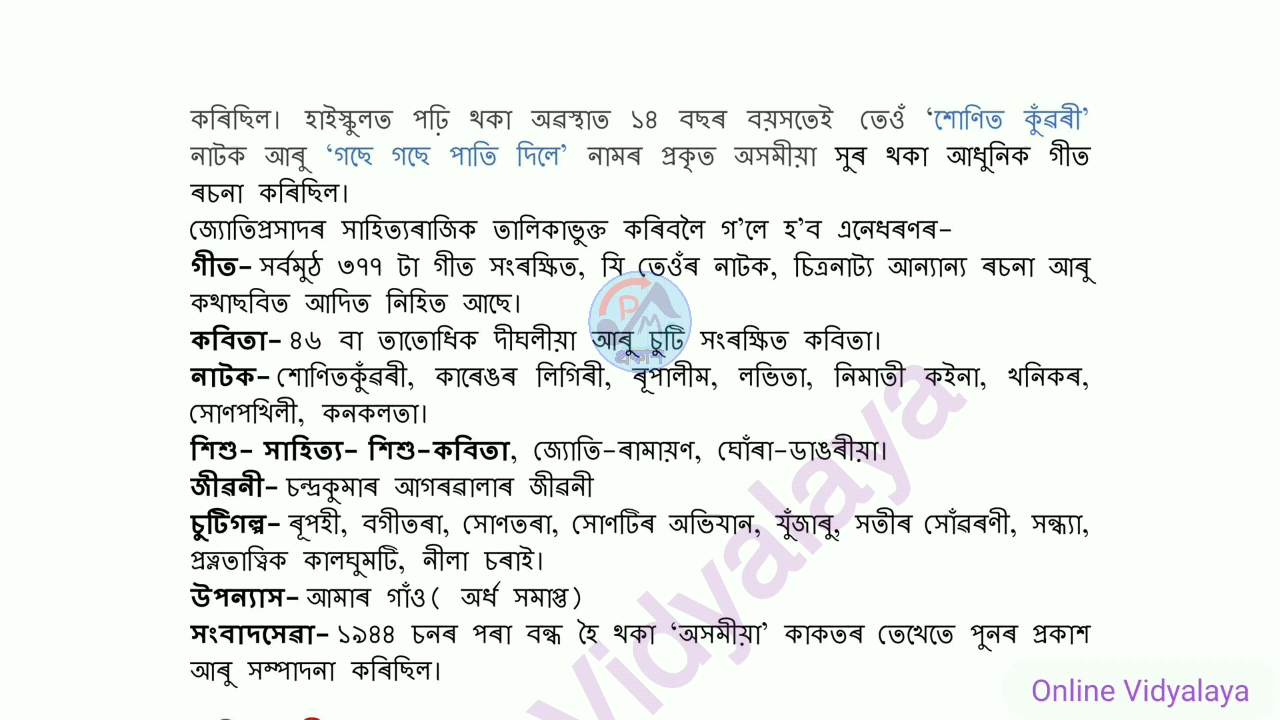 কৰিছিল। হাইস্কুলত পঢ়ি থকা অৱস্থাত ১৪ বছৰ বয়সতেই তেওঁ ‘শোণিত কুঁৱৰী’
নাটক আৰু ‘গছে গছে পাতি দিলে’ নামৰ প্ৰকৃত অসমীয়া সুৰ থকা আধুনিক গীত
ৰচনা কৰিছিল।
জ্যোতিপ্ৰসাদৰ সাহিত্যৰাজিক তালিকাভুক্ত কৰিবলৈ গ’লে হ’ব এনেধৰণৰ–
গীত– সৰ্বমুঠ ৩৭৭ টা গীত সংৰক্ষিত, যি তেওঁৰ নাটক, চিত্ৰনাট্য আন্যান্য ৰচনা আৰু
কথাছবিত আদিত নিহিত আছে।
কবিতা– ৪৬ বা তাতোধিক দীঘলীয়া আৰু চুটি সংৰক্ষিত কবিতা।
নাটক– শোণিতকুঁৱৰী, কাৰেঙৰ লিগিৰী, ৰূপালীম, লভিতা, নিমাতী কইনা, খনিকৰ,
সোণপখিলী, কনকলতা।
শিশু– সাহিত্য– শিশু–কবিতা, জ্যোতি–ৰামায়ণ, ঘোঁৰা–ডাঙৰীয়া।
জীৱনী– চন্দ্ৰকুমাৰ আগৰৱালাৰ জীৱনী
চুটিগল্প– ৰূপহী, বগীতৰা, সোণতৰা, সোণটিৰ অভিযান, যুঁজাৰু, সতীৰ সোঁৱৰণী, সন্ধ্যা,
প্ৰত্নতাত্বিক কালঘুমটি, নীলা চৰাই।
উপন্যাস– আমাৰ গাঁও( অৰ্ধ সমাপ্ত)
সংবাদসেৱা– ১৯৪৪ চনৰ পৰা বন্ধ হৈ থকা ‘অসমীয়া’ কাকতৰ তেখেতে পুনৰ প্ৰকাশ
আৰু সম্পাদনা কৰিছিল।
PM
প্ৰকাশ
Vidyalaya
Online Vidyalaya